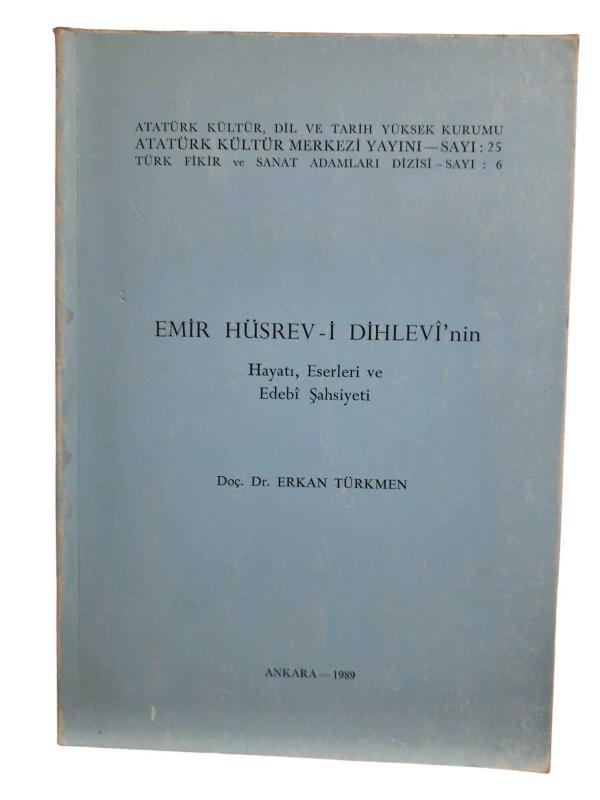 ATATÜRK KÜLTÜR, DİL VE TARİH YÜKSEK KURUMU
ATATÜRK KÜLTÜR MERKEZİ YAYINI — SAYI : 25
TÜRK FİKİR ve SANAT ADAMLARI DİZİSİ – SAYI : 6
EMİR HÜSREV-İ DİHLEVÎ'nin
Hayatı, Eserleri ve
Edebî Şahsiyeti
Doç. Dr. ERKAN TÜRKMEN
ANKARA — 1989